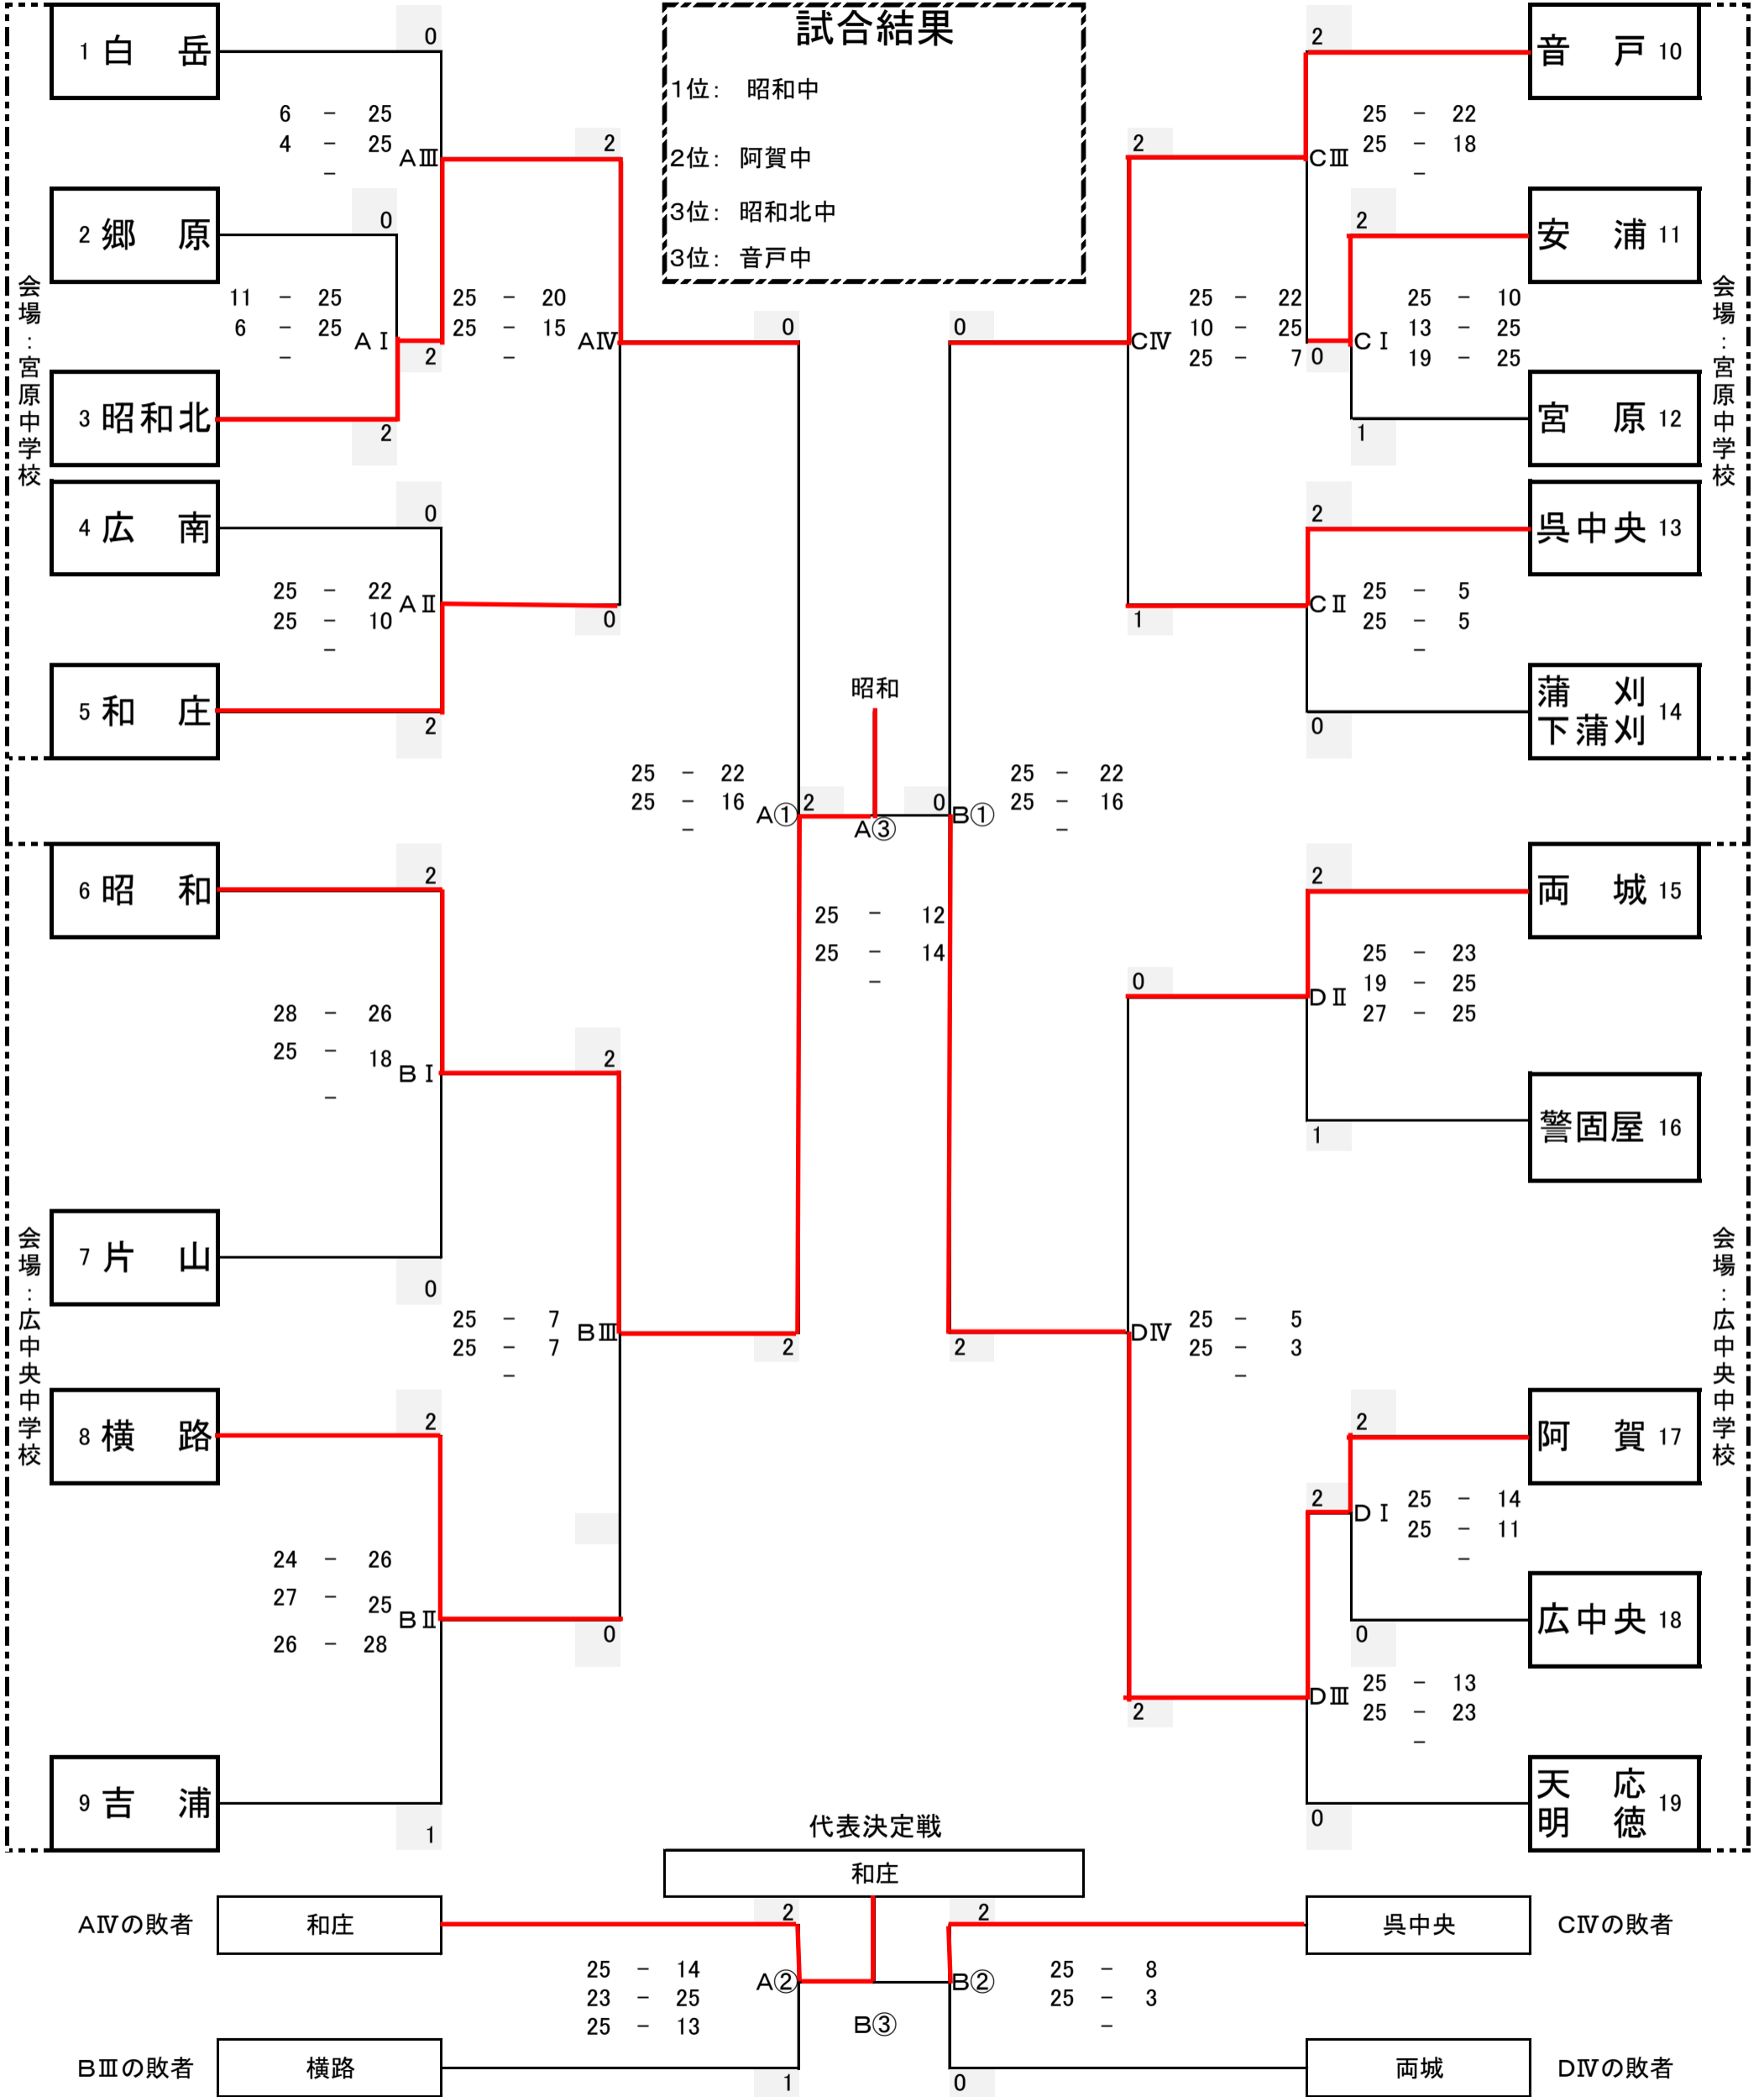 試合結果
1位： 昭和中
2位： 阿賀中
3位： 昭和北中
3位： 音戸中
会場：宮原中学校
1 白 岳
0
6 － 25
4 － 25
－
AⅢ
2
2 郷 原
0
11 － 25
6 － 25
－
AⅠ
2
25 － 20
25 － 15
－
AⅣ
0
3 昭和北
2
4 広 南
0
25 － 22
25 － 10
－
AⅡ
0
5 和 庄
2
会場：広中央中学校
6 昭 和
2
28 － 26
25 － 18
－
BⅠ
2
7 片 山
0
25 － 7
25 － 7
－
BⅢ
2
8 横 路
2
24 － 26
27 － 25
26 － 28
BⅡ
0
9 吉 浦
1
昭和
25 － 22
25 － 16
－
A①
2
A③
0
B①
25 － 22
25 － 16
－
25 － 12
25 － 14
－
会場：宮原中学校
2
音 戸 10
25 － 22
25 － 18
－
CⅢ
2
2
安 浦 11
0
CⅣ
25 － 22
10 － 25
25 － 7
0
CⅠ
25 － 10
13 － 25
19 － 25
1
宮 原 12
2
呉中央 13
CⅡ
25 － 5
25 － 5
－
1
0
蒲 刈
下蒲刈 14
会場：広中央中学校
2
両 城 15
0
DⅡ
25 － 23
19 － 25
27 － 25
1
警固屋 16
2
DⅣ
25 － 5
25 － 3
－
2
阿 賀 17
2
DⅠ
25 － 14
25 － 11
－
0
広中央 18
2
DⅢ
25 － 13
25 － 23
－
0
天 応
明 徳 19
代表決定戦
和庄
AⅣの敗者
和庄
2
2
呉中央
CⅣの敗者
25 － 14
23 － 25
25 － 13
A②
B③
B②
25 － 8
25 － 3
－
BⅢの敗者
横路
1
0
両城
DⅣの敗者